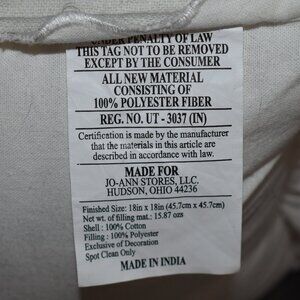 UNDER PENALTY OF LAW
THIS TAG NOT TO BE REMOVED
EXCEPT BY THE CONSUMER
ALL NEW MATERIAL
CONSISTING OF
100% POLYESTER FIBER
REG. NO. UT - 3037 (IN)
Certification is made by the manufacturer
that the materials in this article are
described in accordance with law.
MADE FOR
JO-ANN STORES, LLC.
HUDSON, OHIO 44236
Finished Size: 18in x 18in (45.7cm x 45.7cm)
Net wt. of filling mat.: 15.87 ozs
Shell : 100% Cotton
Filling : 100% Polyester
Exclusive of Decoration
Spot Clean Only
MADE IN INDIA